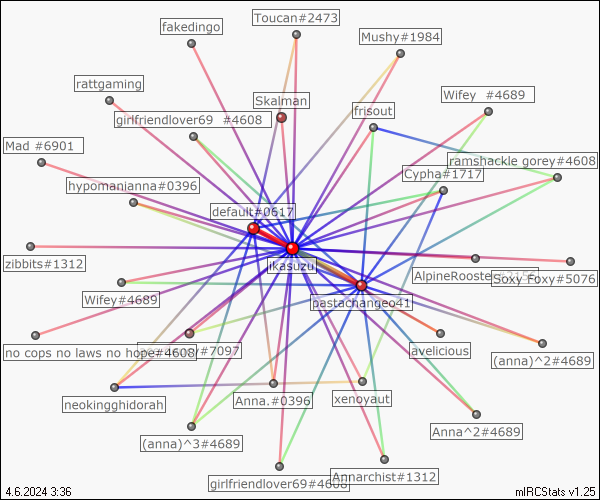 Toucan#2473
fakedingo
Mushy#1984
rattgaming
Wifey #4689
Skalman
frisout
girlfriendlover69 #4608
Mad #6901
ramshackle gorey#4608
Cypha#1717
hypomanianna#0396
default#0617
zibbits#1312
ikasuzu
AlpineRooster
Soxy Foxy#5076
Wifey#4689
pastachangeo41
no cops no laws no hope#4608
#7097
avelicious
(anna)^2#4689
neokingghidorah
Anna.#0396
xenoyaut
Anna^2#4689
(anna)^3#4689
girlfriendlover69#4608
Annarchist#1312
4.6.2024 3:36
mIRCStats v1.25